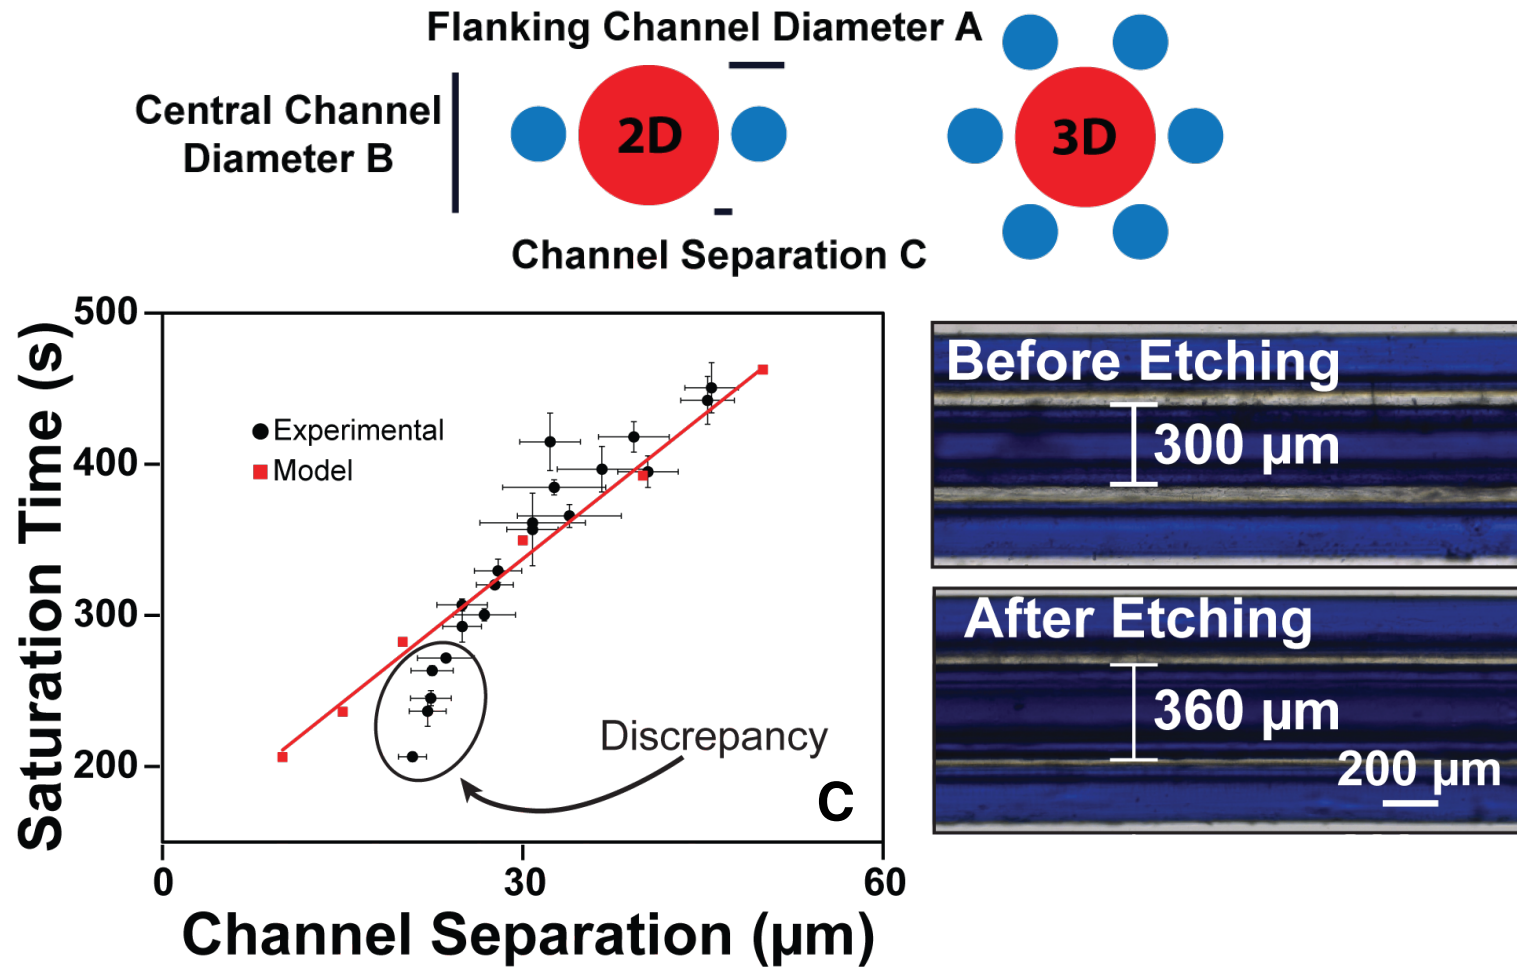 Flanking Channel Diameter A
Central Channel
Diameter B
2D
3D
Channel Separation C
Saturation Time (s)
500
400
300
200
Experimental
Model
Discrepancy
C
0
30
60
Channel Separation (µm)
Before Etching
300 µm
After Etching
360 µm
200 µm